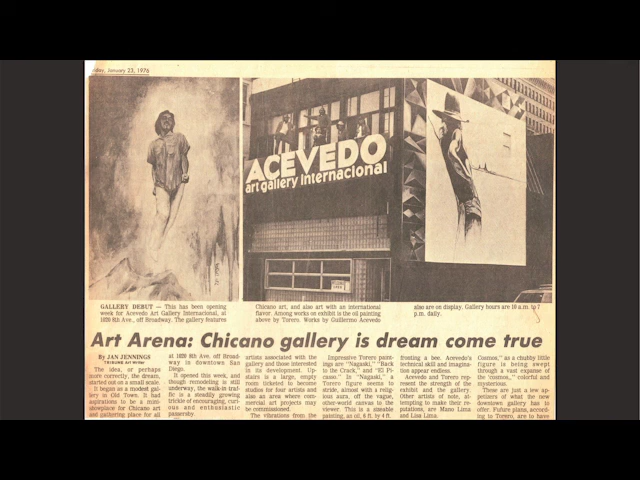 day, January 23, 1976
ACEVEDO
art gallery internacional
GALLERY DEBUT — This has been opening
week for Acevedo Art Gallery Internacional, at
1020 8th Ave., off Broadway. The gallery features
Chicano art, and also art with an international
flavor. Among works on exhibit is the oil painting
above by Torero. Works by Guillermo Acevedo
also are on display. Gallery hours are 10 a.m. to 7
p.m. daily.
Art Arena: Chicano gallery is dream come true
By JAN JENNINGS
TRIBUNE Art Writer
The idea, or perhaps
more correctly, the dream,
started out on a small scale.
It began as a modest gal-
lery in Old Town. It had
aspirations to be a mini-
showplace for Chicano art
and gathering place for all
at 1020 8th Ave. off Broad-
way in downtown San
Diego.
It opened this week, and
though remodeling is still
underway, the walk-in traf-
fic is a steady growing
trickle of encouraging, curi-
ous and enthusiastic
passersby.
artists associated with the
gallery and those interested
in its development. Up-
stairs is a large, empty
room ticketed to become
studios for four artists and
also an area where com-
mercial art projects may
be commissioned.
The vibrations from the
Impressive Torero paint-
ings are "Nagaski," "Back
to the Crack," and "El Pi-
casso." In "Nagaski," a
Torero figure seems to
stride, almost with a relig-
ious aura, off the vague,
other-world canvas to the
viewer. This is a sizeable
painting, an oil, 6 ft. by 4 ft.
fronting a bee. Acevedo's
technical skill and imagina-
tion appear endless.
Acevedo and Torero rep-
resent the strength of the
exhibit and the gallery.
Other artists of note, at-
tempting to make their re-
putations, are Mano Lima
and Lisa Lima.
Cosmos," as a chubby little
figure is being swept
through a vast expanse of
the "cosmos," colorful and
mysterious.
These are just a few ap-
petizers of what the new
downtown gallery has to
offer. Future plans, accord-
ing to Torero, are to have